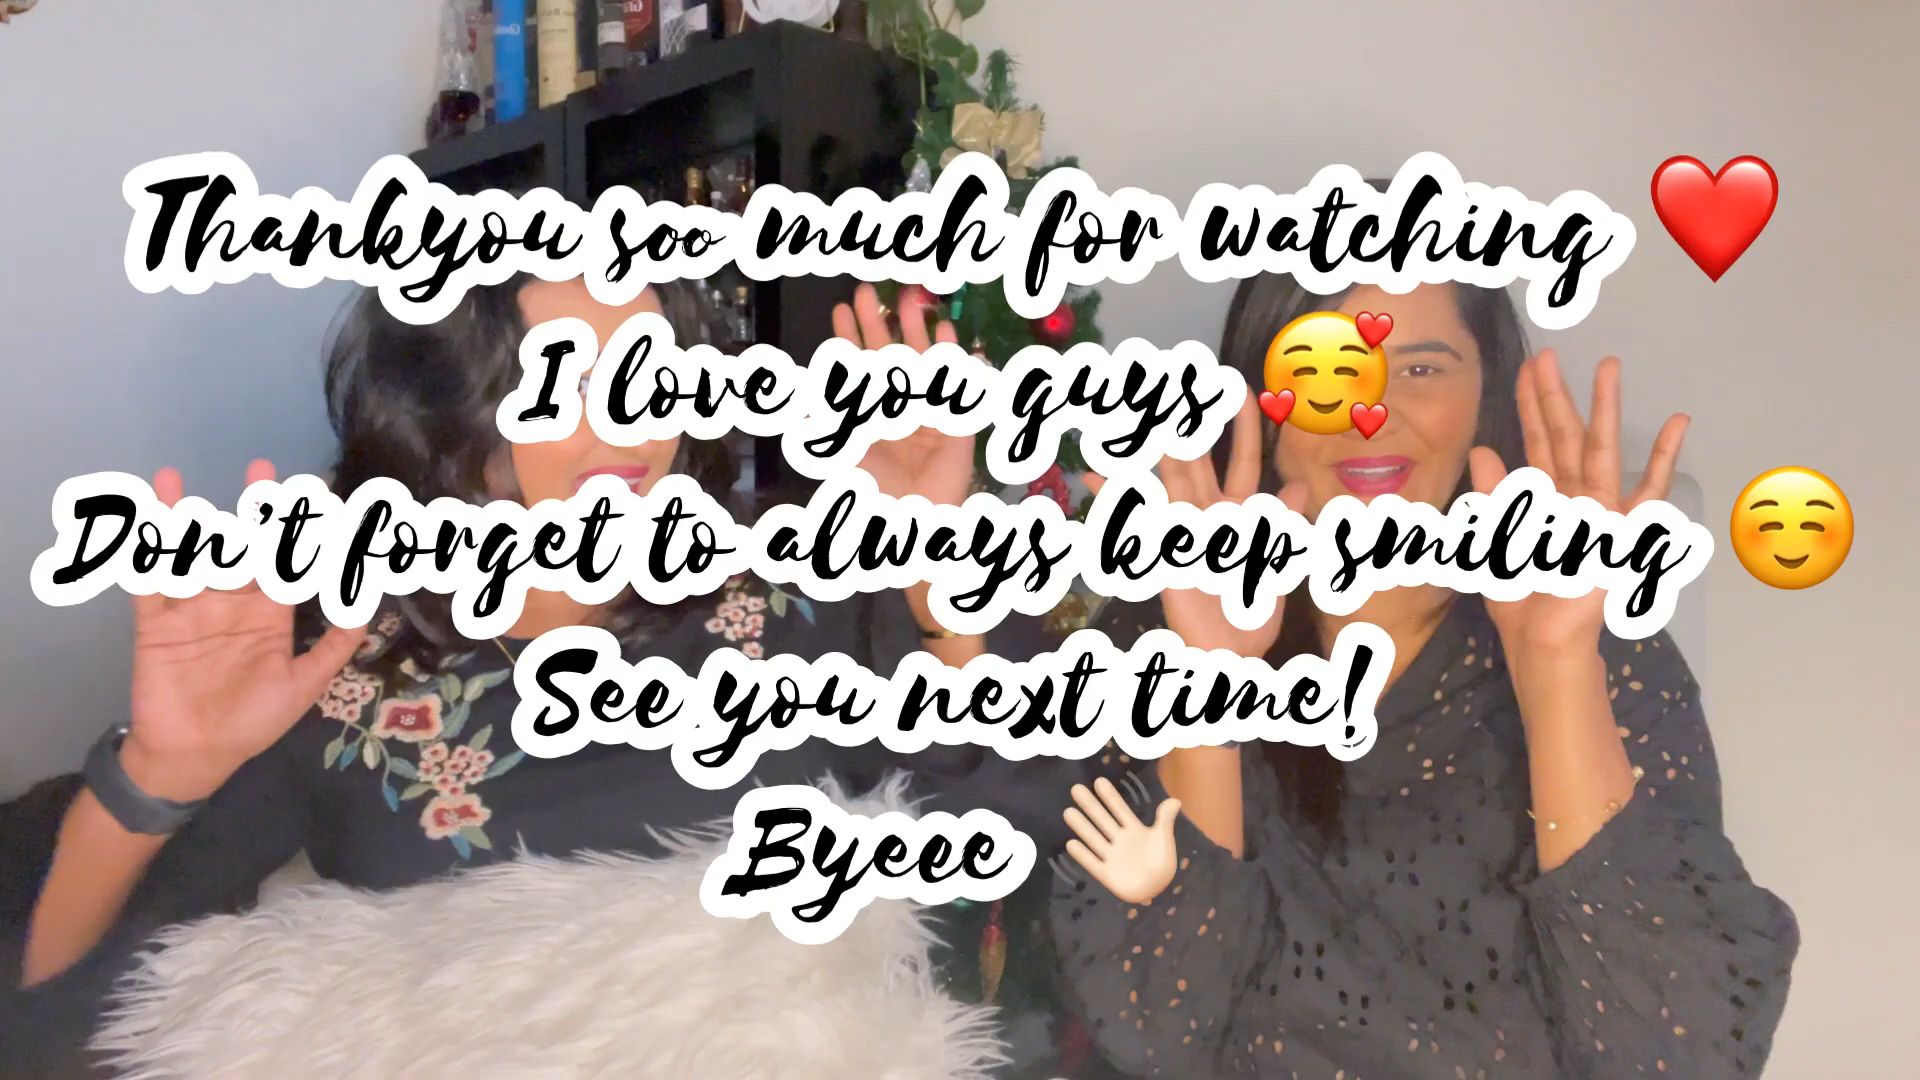 Thankyou soo much for watching ❤️
I love you guys 🥰
Don't forget to always keep smiling ☺️
See you next time!
Byeee 👋🏻